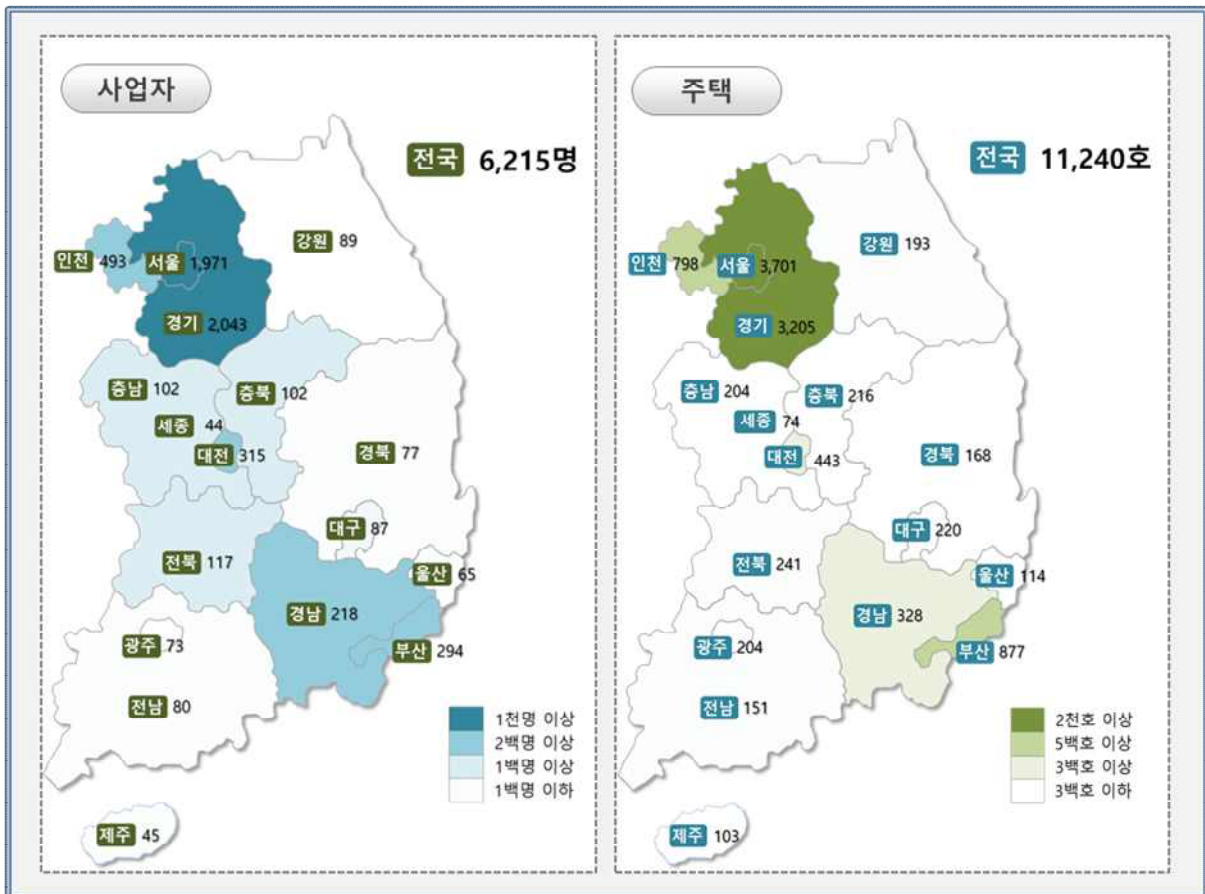 사업자
전국 6,215명
강원 89
인천 493
서울 1,971
경기 2,043
충남 102
충북 102
세종 44
대전 315
경북 77
대구 87
전북 117
울산 65
경남 218
광주 73
부산 294
전남 80
1천명 이상
2백명 이상
1백명 이상
1백명 이하
제주 45
주택
전국 11,240호
강원 193
인천 798
서울 3,701
경기 3,205
충남 204
충북 216
세종 74
대전 443
경북 168
대구 220
전북 241
울산 114
경남 328
광주 204
부산 877
전남 151
2천호 이상
5백호 이상
3백호 이상
3백호 이하
제주 103